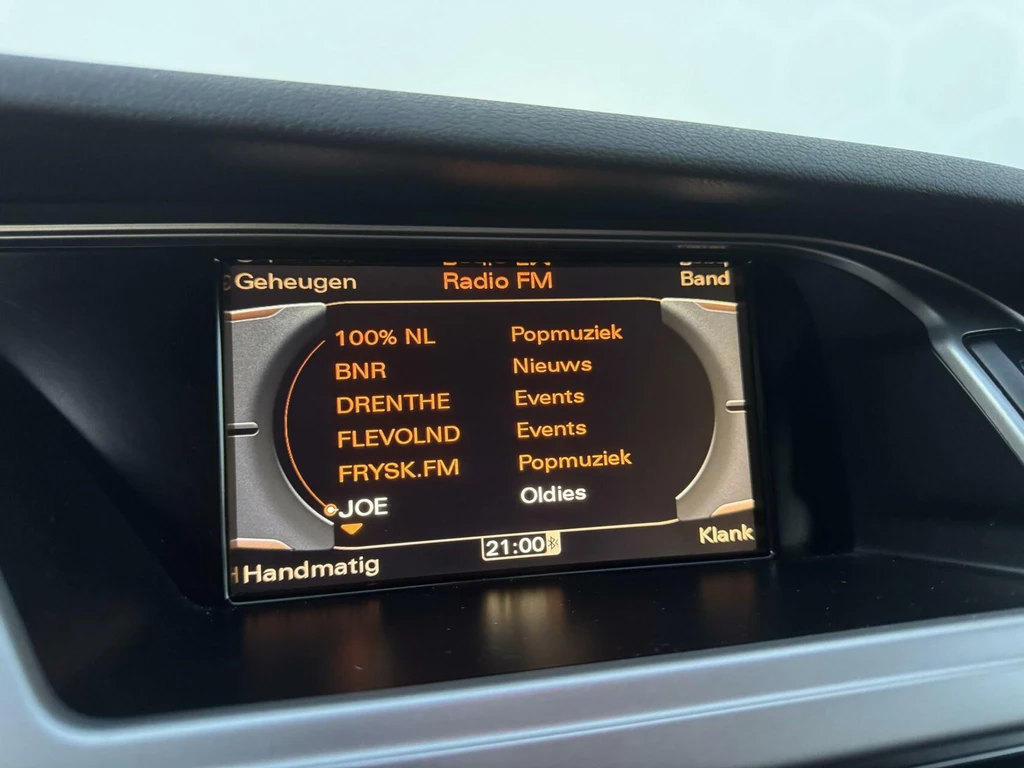 Geheugen Radio FM Band
100% NL Popmuziek
BNR Nieuws
DRENTHE Events
FLEVOLND Events
FRYSK.FM Popmuziek
JOE Oldies
Handmatig 21:00 Klank